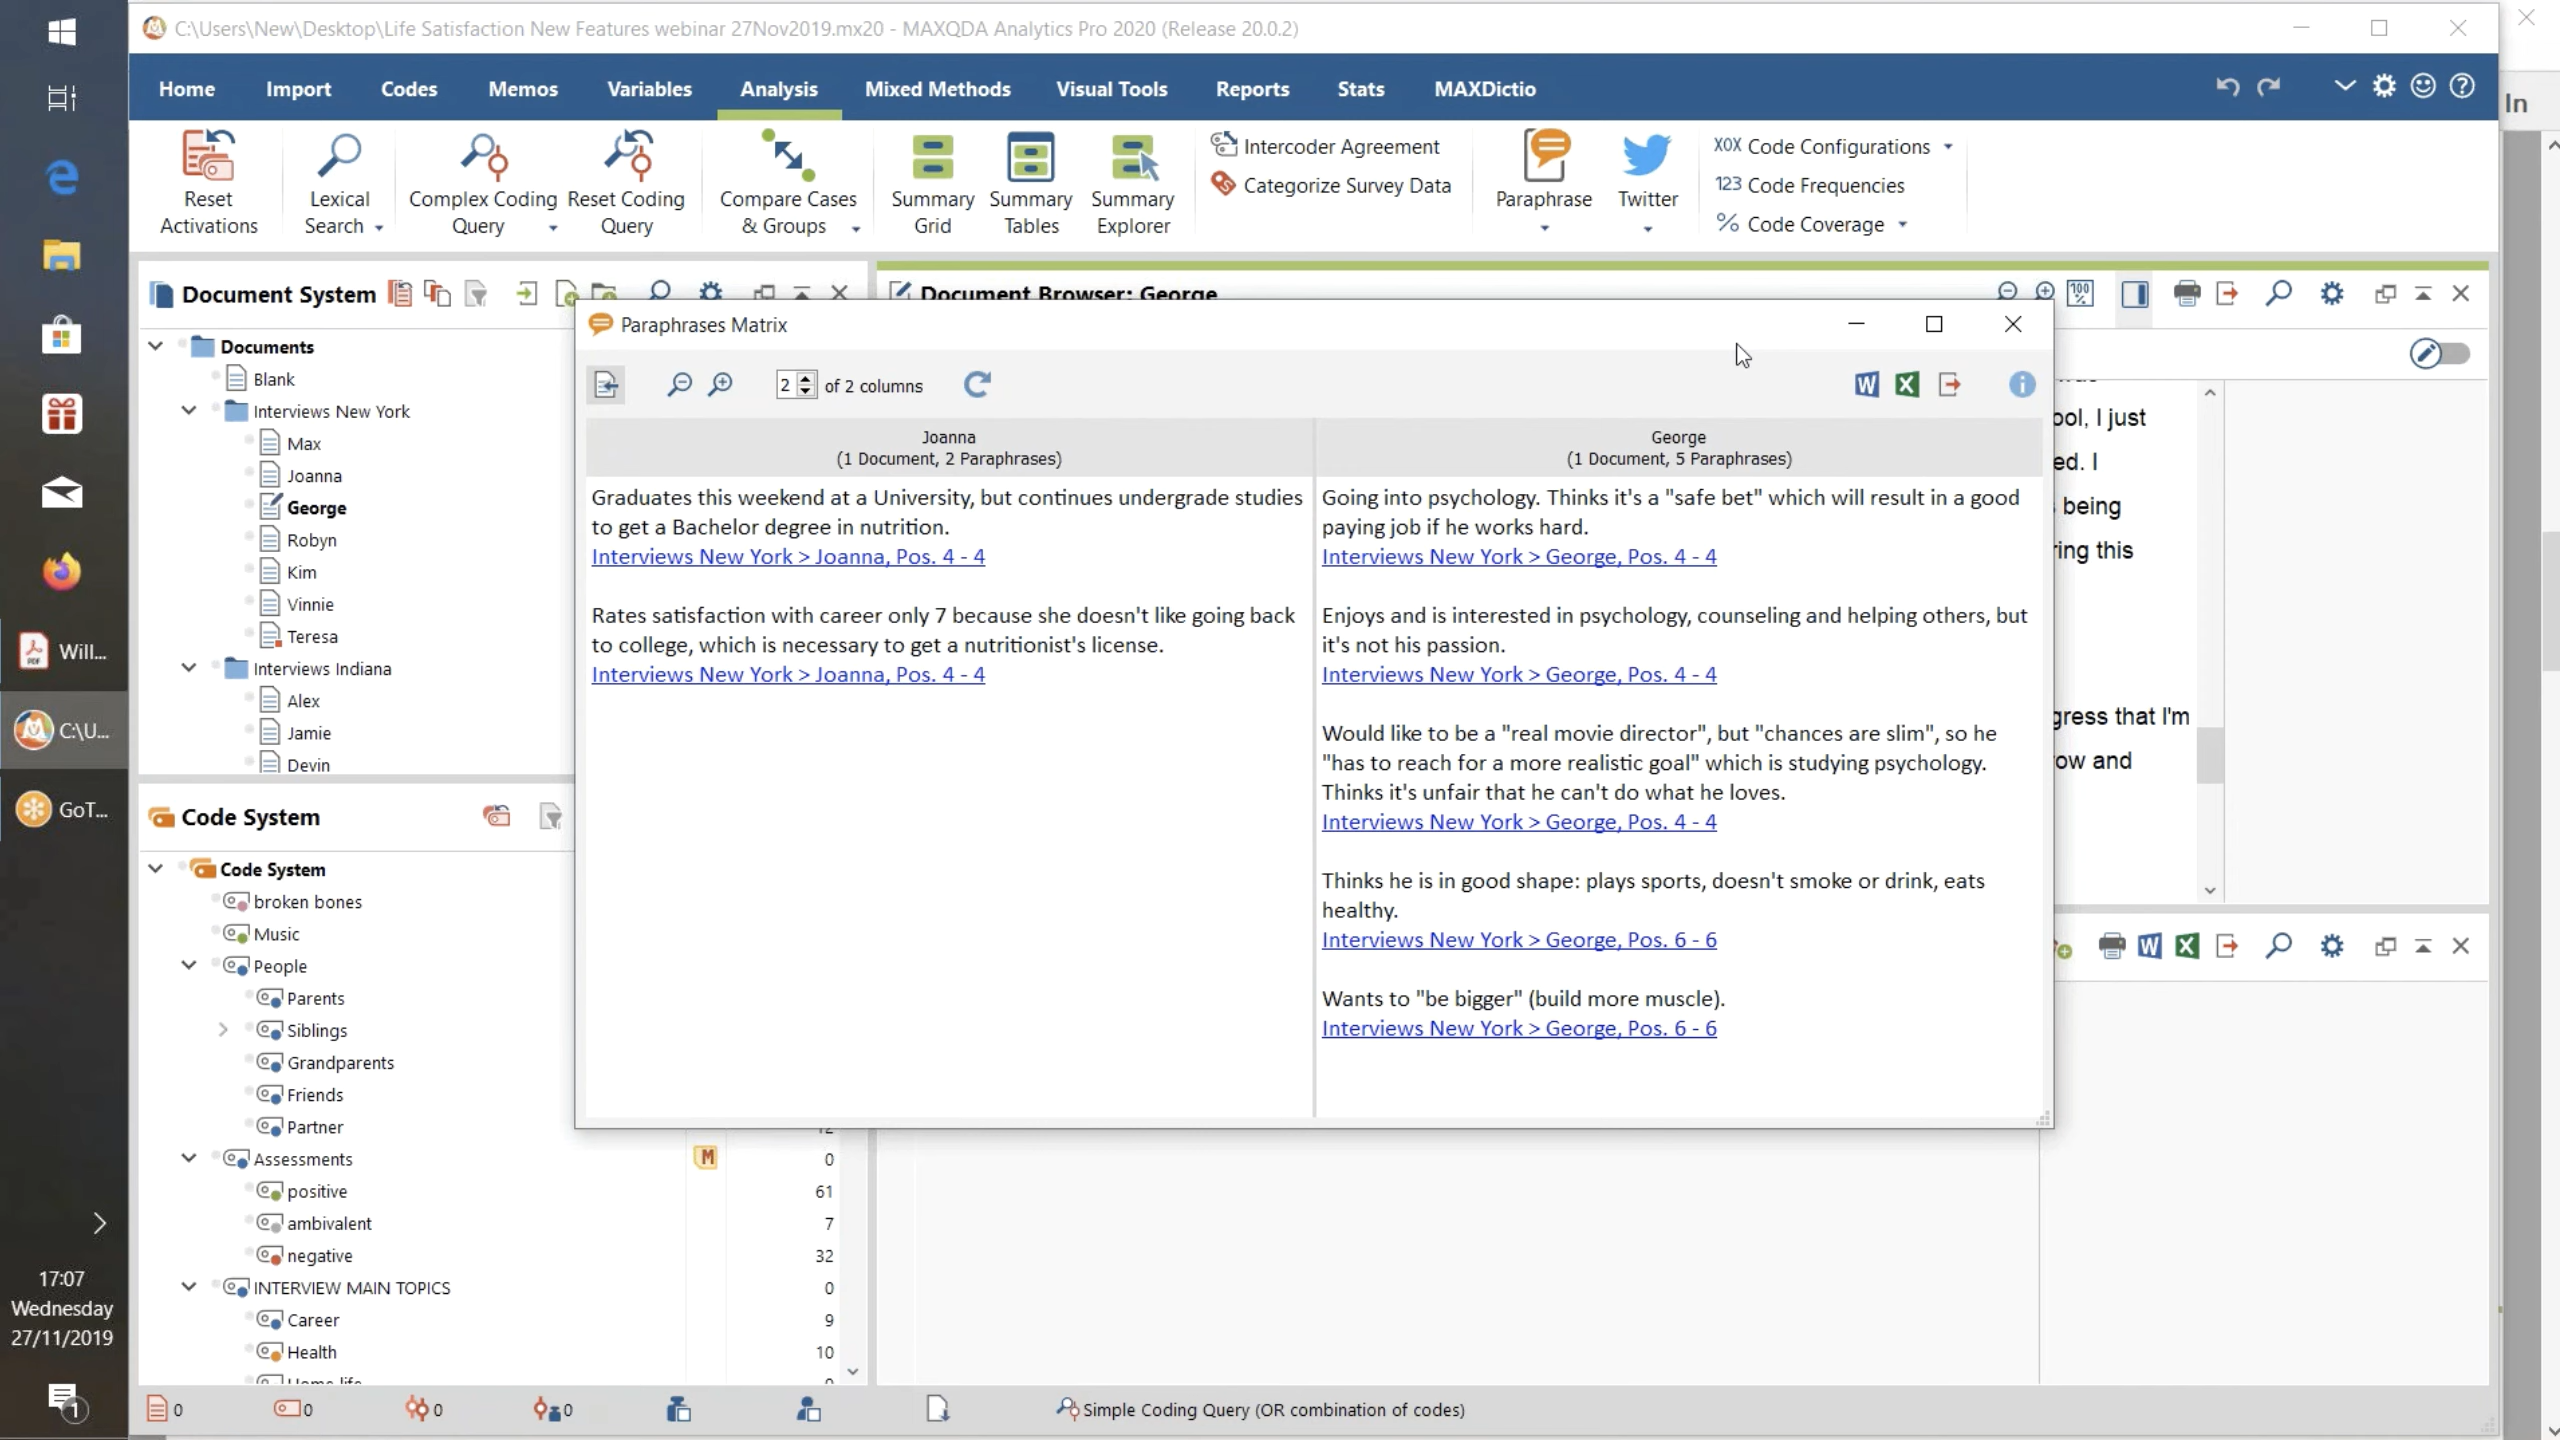 C:\Users\New\Desktop\Life Satisfaction New Features webinar 27Nov2019.mx20 - MAXQDA Analytics Pro 2020 (Release 20.0.2)
Home Import Codes Memos Variables Analysis Mixed Methods Visual Tools Reports Stats MAXDictio
In
Reset Activations
Lexical Search
Complex Coding Query
Reset Coding Query
Compare Cases & Groups
Summary Grid
Summary Tables
Summary Explorer
Intercoder Agreement
Categorize Survey Data
Paraphrase
Twitter
XOX Code Configurations
123 Code Frequencies
% Code Coverage
Document System
Documents
Blank
Interviews New York
Max
Joanna
George
Robyn
Kim
Vinnie
Teresa
Interviews Indiana
Alex
Jamie
Devin
Document Browser: George
100 %
Paraphrases Matrix
2 of 2 columns
W X
Joanna
(1 Document, 2 Paraphrases)
Graduates this weekend at a University, but continues undergrade studies
to get a Bachelor degree in nutrition.
Interviews New York > Joanna, Pos. 4 - 4
Rates satisfaction with career only 7 because she doesn't like going back
to college, which is necessary to get a nutritionist's license.
Interviews New York > Joanna, Pos. 4 - 4
George
(1 Document, 5 Paraphrases)
Going into psychology. Thinks it's a "safe bet" which will result in a good
paying job if he works hard.
Interviews New York > George, Pos. 4 - 4
Enjoys and is interested in psychology, counseling and helping others, but
it's not his passion.
Interviews New York > George, Pos. 4 - 4
Would like to be a "real movie director", but "chances are slim", so he
"has to reach for a more realistic goal" which is studying psychology.
Thinks it's unfair that he can't do what he loves.
Interviews New York > George, Pos. 4 - 4
Thinks he is in good shape: plays sports, doesn't smoke or drink, eats
healthy.
Interviews New York > George, Pos. 6 - 6
Wants to "be bigger" (build more muscle).
Interviews New York > George, Pos. 6 - 6
ool, I just
ed. I
being
ring this
gress that I'm
ow and
W X
Code System
Code System
broken bones
Music
People
Parents
Siblings
Grandparents
Friends
Partner 12
Assessments M 0
positive 61
ambivalent 7
negative 32
INTERVIEW MAIN TOPICS 0
Career 9
Health 10
Home life
0 0 0 0
Simple Coding Query (OR combination of codes)
Will...
C:\U...
GoT...
17:07
Wednesday
27/11/2019
1